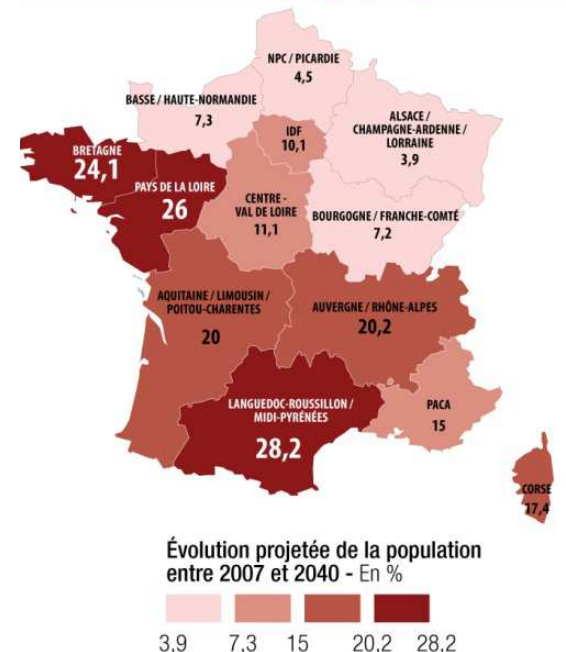 NPC / PICARDIE
4,5
BASSE / HAUTE-NORMANDIE
7,3
IDF
10,1
ALSACE /
CHAMPAGNE-ARDENNE /
LORRAINE
3,9
BRETAGNE
24,1
PAYS DE LA LOIRE
26
CENTRE -
VAL DE LOIRE
11,1
BOURGOGNE / FRANCHE-COMTÉ
7,2
AQUITAINE / LIMOUSIN /
POITOU-CHARENTES
20
AUVERGNE / RHÔNE-ALPES
20,2
LANGUEDOC-ROUSSILLON /
MIDI-PYRÉNÉES
28,2
PACA
15
CORSE
17,4
Évolution projetée de la population
entre 2007 et 2040 - En %
3,9 7,3 15 20,2 28,2